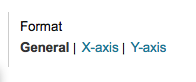 Format
General | X-axis | Y-axis